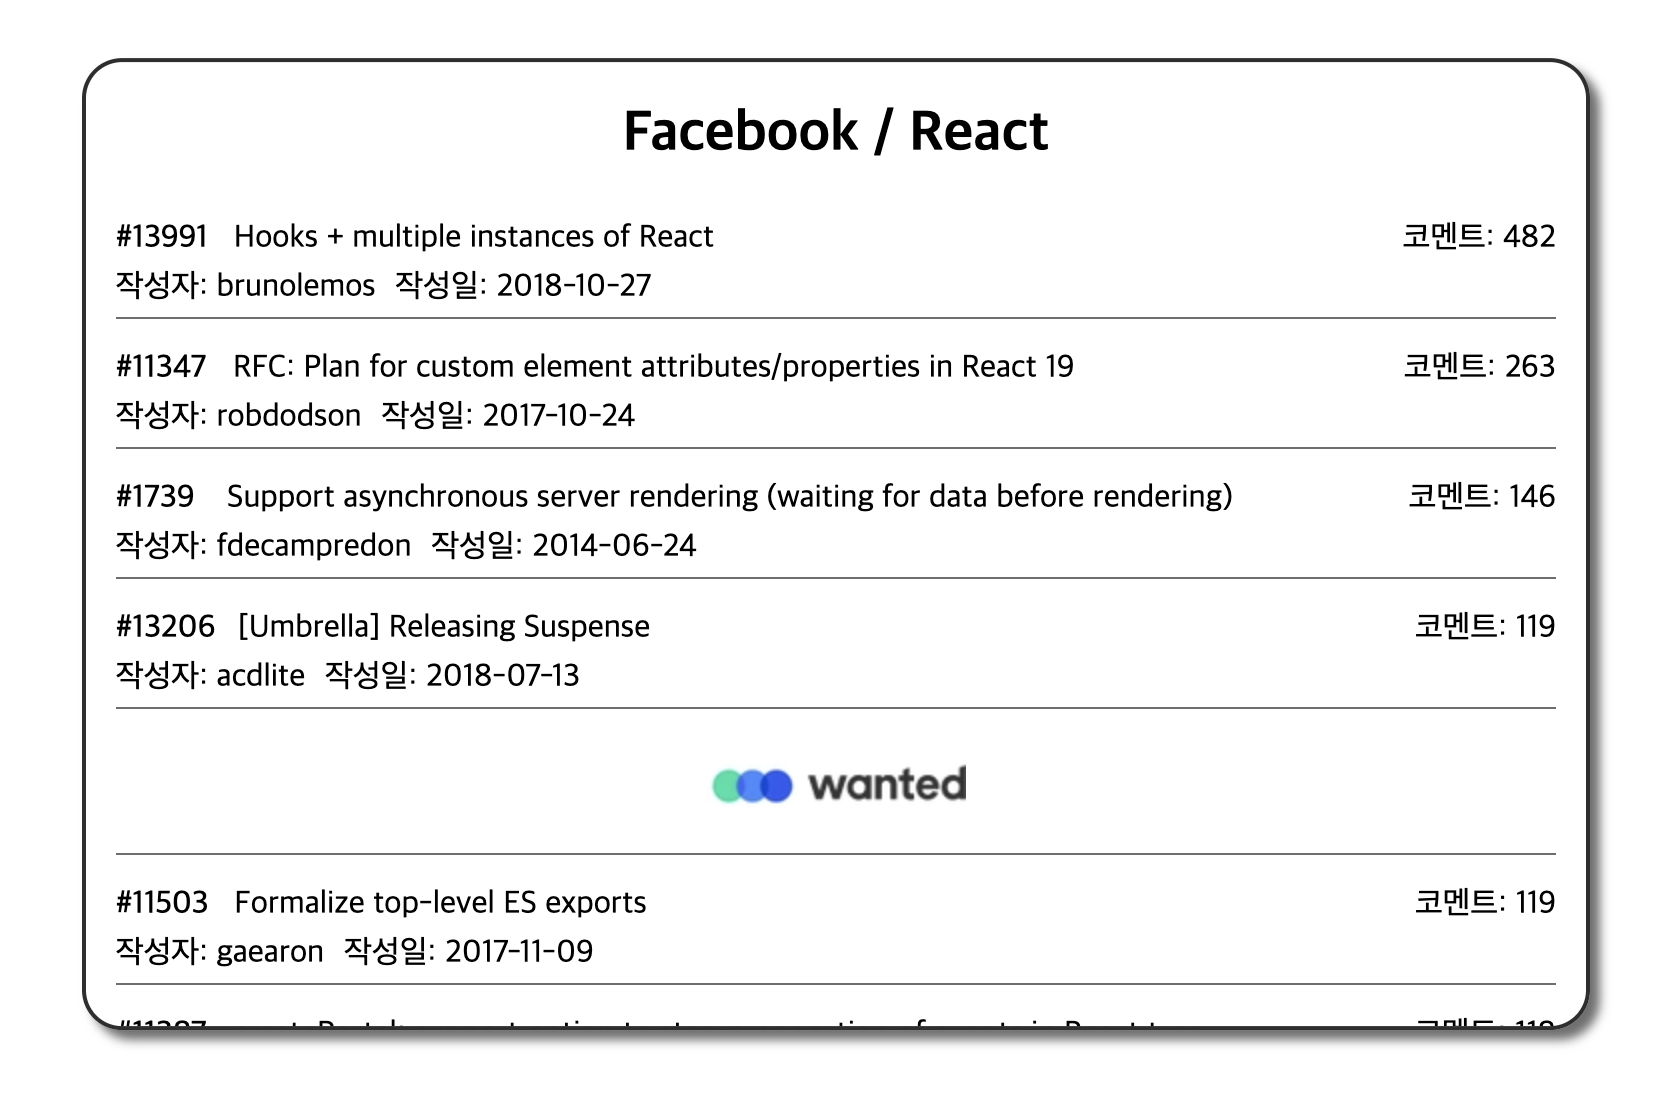 Facebook / React
#13991 Hooks + multiple instances of React 코멘트: 482
작성자: brunolemos 작성일: 2018-10-27
#11347 RFC: Plan for custom element attributes/properties in React 19 코멘트: 263
작성자: robdodson 작성일: 2017-10-24
#1739 Support asynchronous server rendering (waiting for data before rendering) 코멘트: 146
작성자: fdecampredon 작성일: 2014-06-24
#13206 [Umbrella] Releasing Suspense 코멘트: 119
작성자: acdlite 작성일: 2018-07-13
wanted
#11503 Formalize top-level ES exports 코멘트: 119
작성자: gaearon 작성일: 2017-11-09